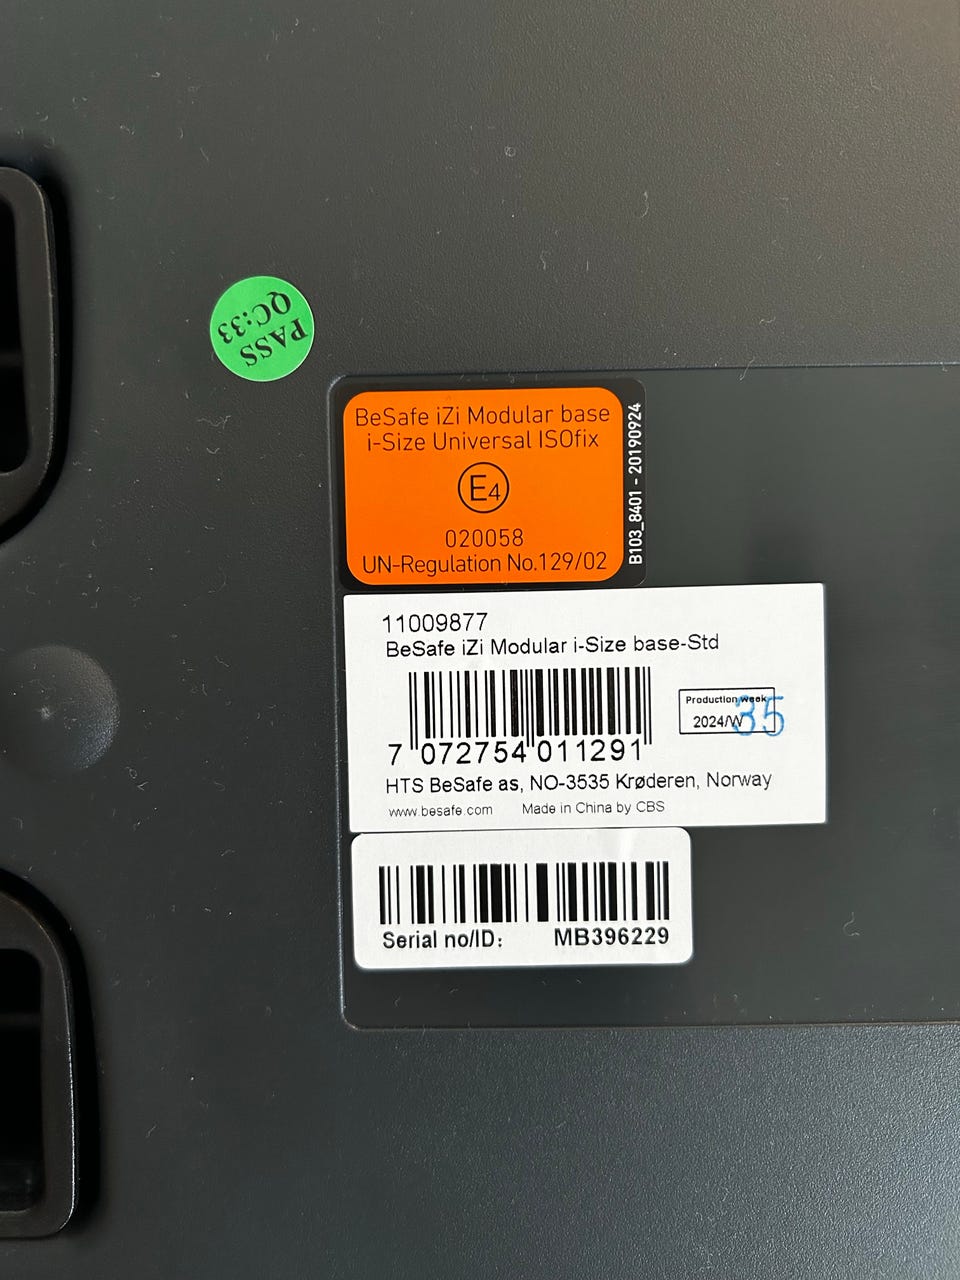 PASS
QC:33
BeSafe iZi Modular base
i-Size Universal ISOfix
E4
020058
UN-Regulation No.129/02
B103_8401 - 20190924
11009877
BeSafe iZi Modular i-Size base-Std
7 072754 011291
Production week
2024/W35
HTS BeSafe as, NO-3535 Krøderen, Norway
www.besafe.com Made in China by CBS
Serial no/ID: MB396229